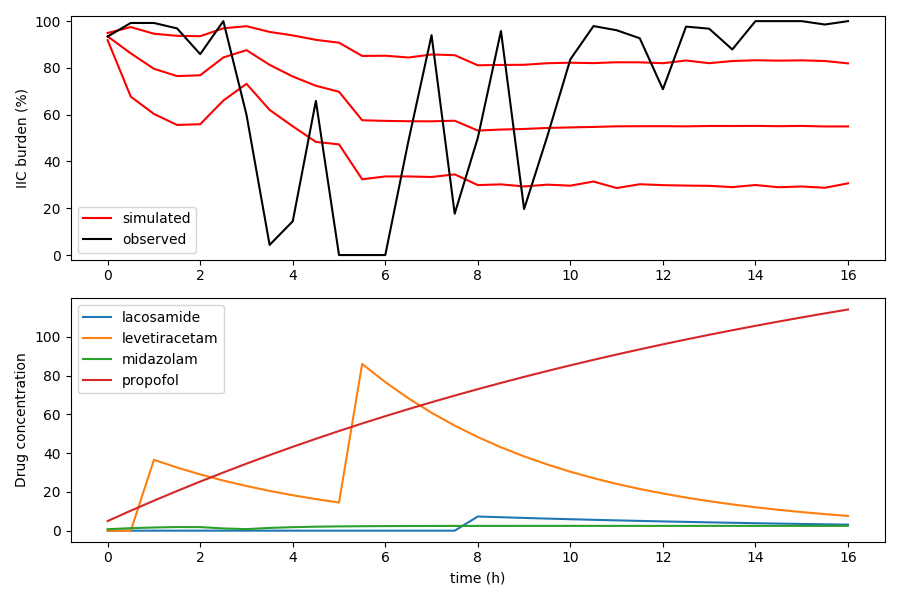 IIC burden (%)
100
80
60
40
20
0
simulated
observed
0 2 4 6 8 10 12 14 16
Drug concentration
100
80
60
40
20
0
lacosamide
levetiracetam
midazolam
propofol
0 2 4 6 8 10 12 14 16
time (h)